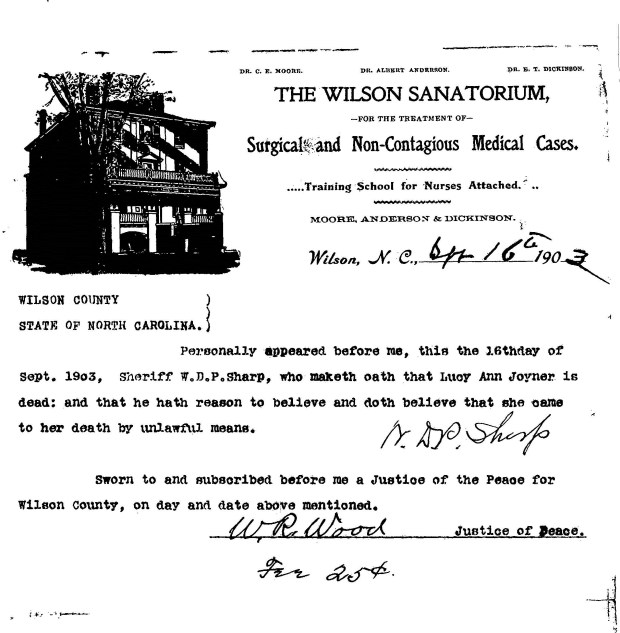 DR. C. E. MOORE. DR. ALBERT ANDERSON. DR. E. T. DICKINSON.
THE WILSON SANATORIUM,
—FOR THE TREATMENT OF—
Surgical and Non-Contagious Medical Cases.
.....Training School for Nurses Attached. ..
MOORE, ANDERSON & DICKINSON.
Wilson, N. C., 16th 1903
WILSON COUNTY )
STATE OF NORTH CAROLINA. )
Personally appeared before me, this the 16thday of
Sept. 1903, Sheriff W.D.P.Sharp, who maketh oath that Lucy Ann Joyner is
dead: and that he hath reason to believe and doth believe that she came
to her death by unlawful means.
W. D. P. Sharp
Sworn to and subscribed before me a Justice of the Peace for
Wilson County, on day and date above mentioned.
W. R. Wood Justice of Peace.
Fee 25¢.